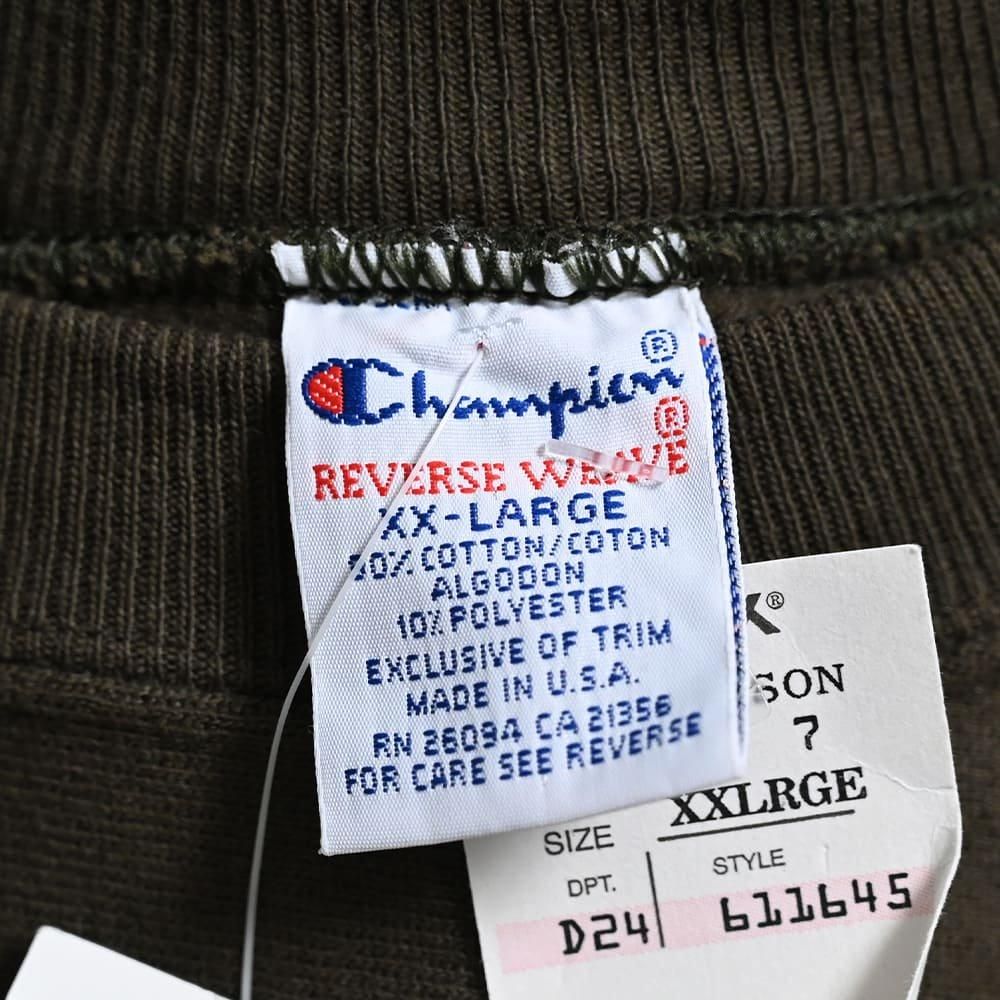 Champion®
REVERSE WEAVE®
XX-LARGE
90% COTTON/COTON
ALGODON
10% POLYESTER
EXCLUSIVE OF TRIM
MADE IN U.S.A.
RN 26094 CA 21356
FOR CARE SEE REVERSE
K®
SON
7
SIZE XXLRGE
DPT. STYLE
D24 611645